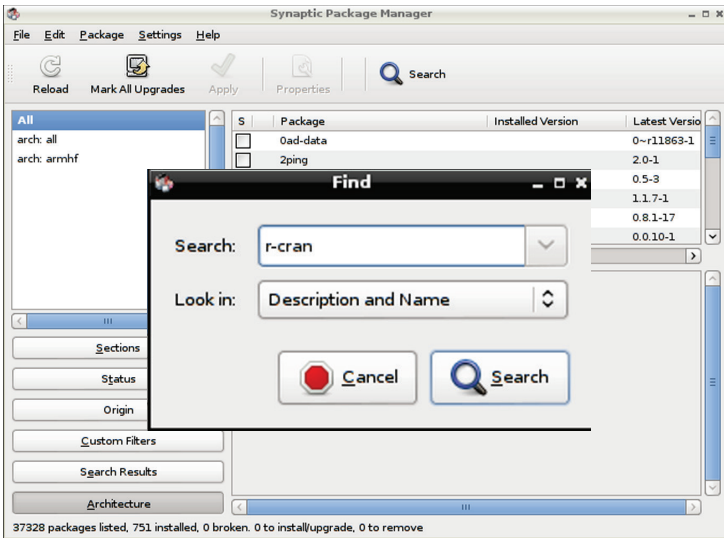 Synaptic Package Manager
File Edit Package Settings Help
Reload Mark All Upgrades Apply Properties Search
All
arch: all
arch: armhf
S Package Installed Version Latest Versio
0ad-data 0~r11863-1
2ping 2.0-1
0.5-3
1.1.7-1
0.8.1-17
0.0.10-1
Find
Search: r-cran
Look in: Description and Name
Cancel Search
Sections
Status
Origin
Custom Filters
Search Results
Architecture
37328 packages listed, 751 installed, 0 broken. 0 to install/upgrade, 0 to remove